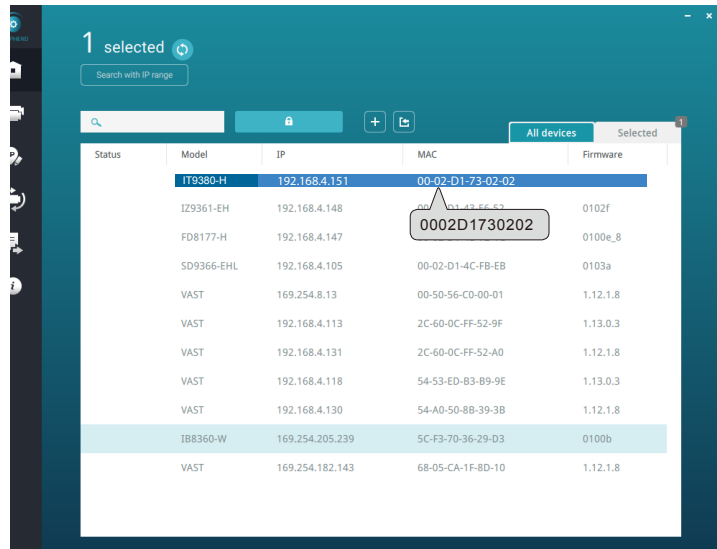 1 selected
Search with IP range
All devices Selected 1
Status Model IP MAC Firmware
IT9380-H 192.168.4.151 00-02-D1-73-02-02
IZ9361-EH 192.168.4.148 0102f
0002D1730202
FD8177-H 192.168.4.147 0100e_8
SD9366-EHL 192.168.4.105 00-02-D1-4C-FB-EB 0103a
VAST 169.254.8.13 00-50-56-C0-00-01 1.12.1.8
VAST 192.168.4.113 2C-60-0C-FF-52-9F 1.13.0.3
VAST 192.168.4.131 2C-60-0C-FF-52-A0 1.12.1.8
VAST 192.168.4.118 54-53-ED-B3-B9-9E 1.13.0.3
VAST 192.168.4.130 54-A0-50-8B-39-3B 1.12.1.8
IB8360-W 169.254.205.239 5C-F3-70-36-29-D3 0100b
VAST 169.254.182.143 68-05-CA-1F-8D-10 1.12.1.8